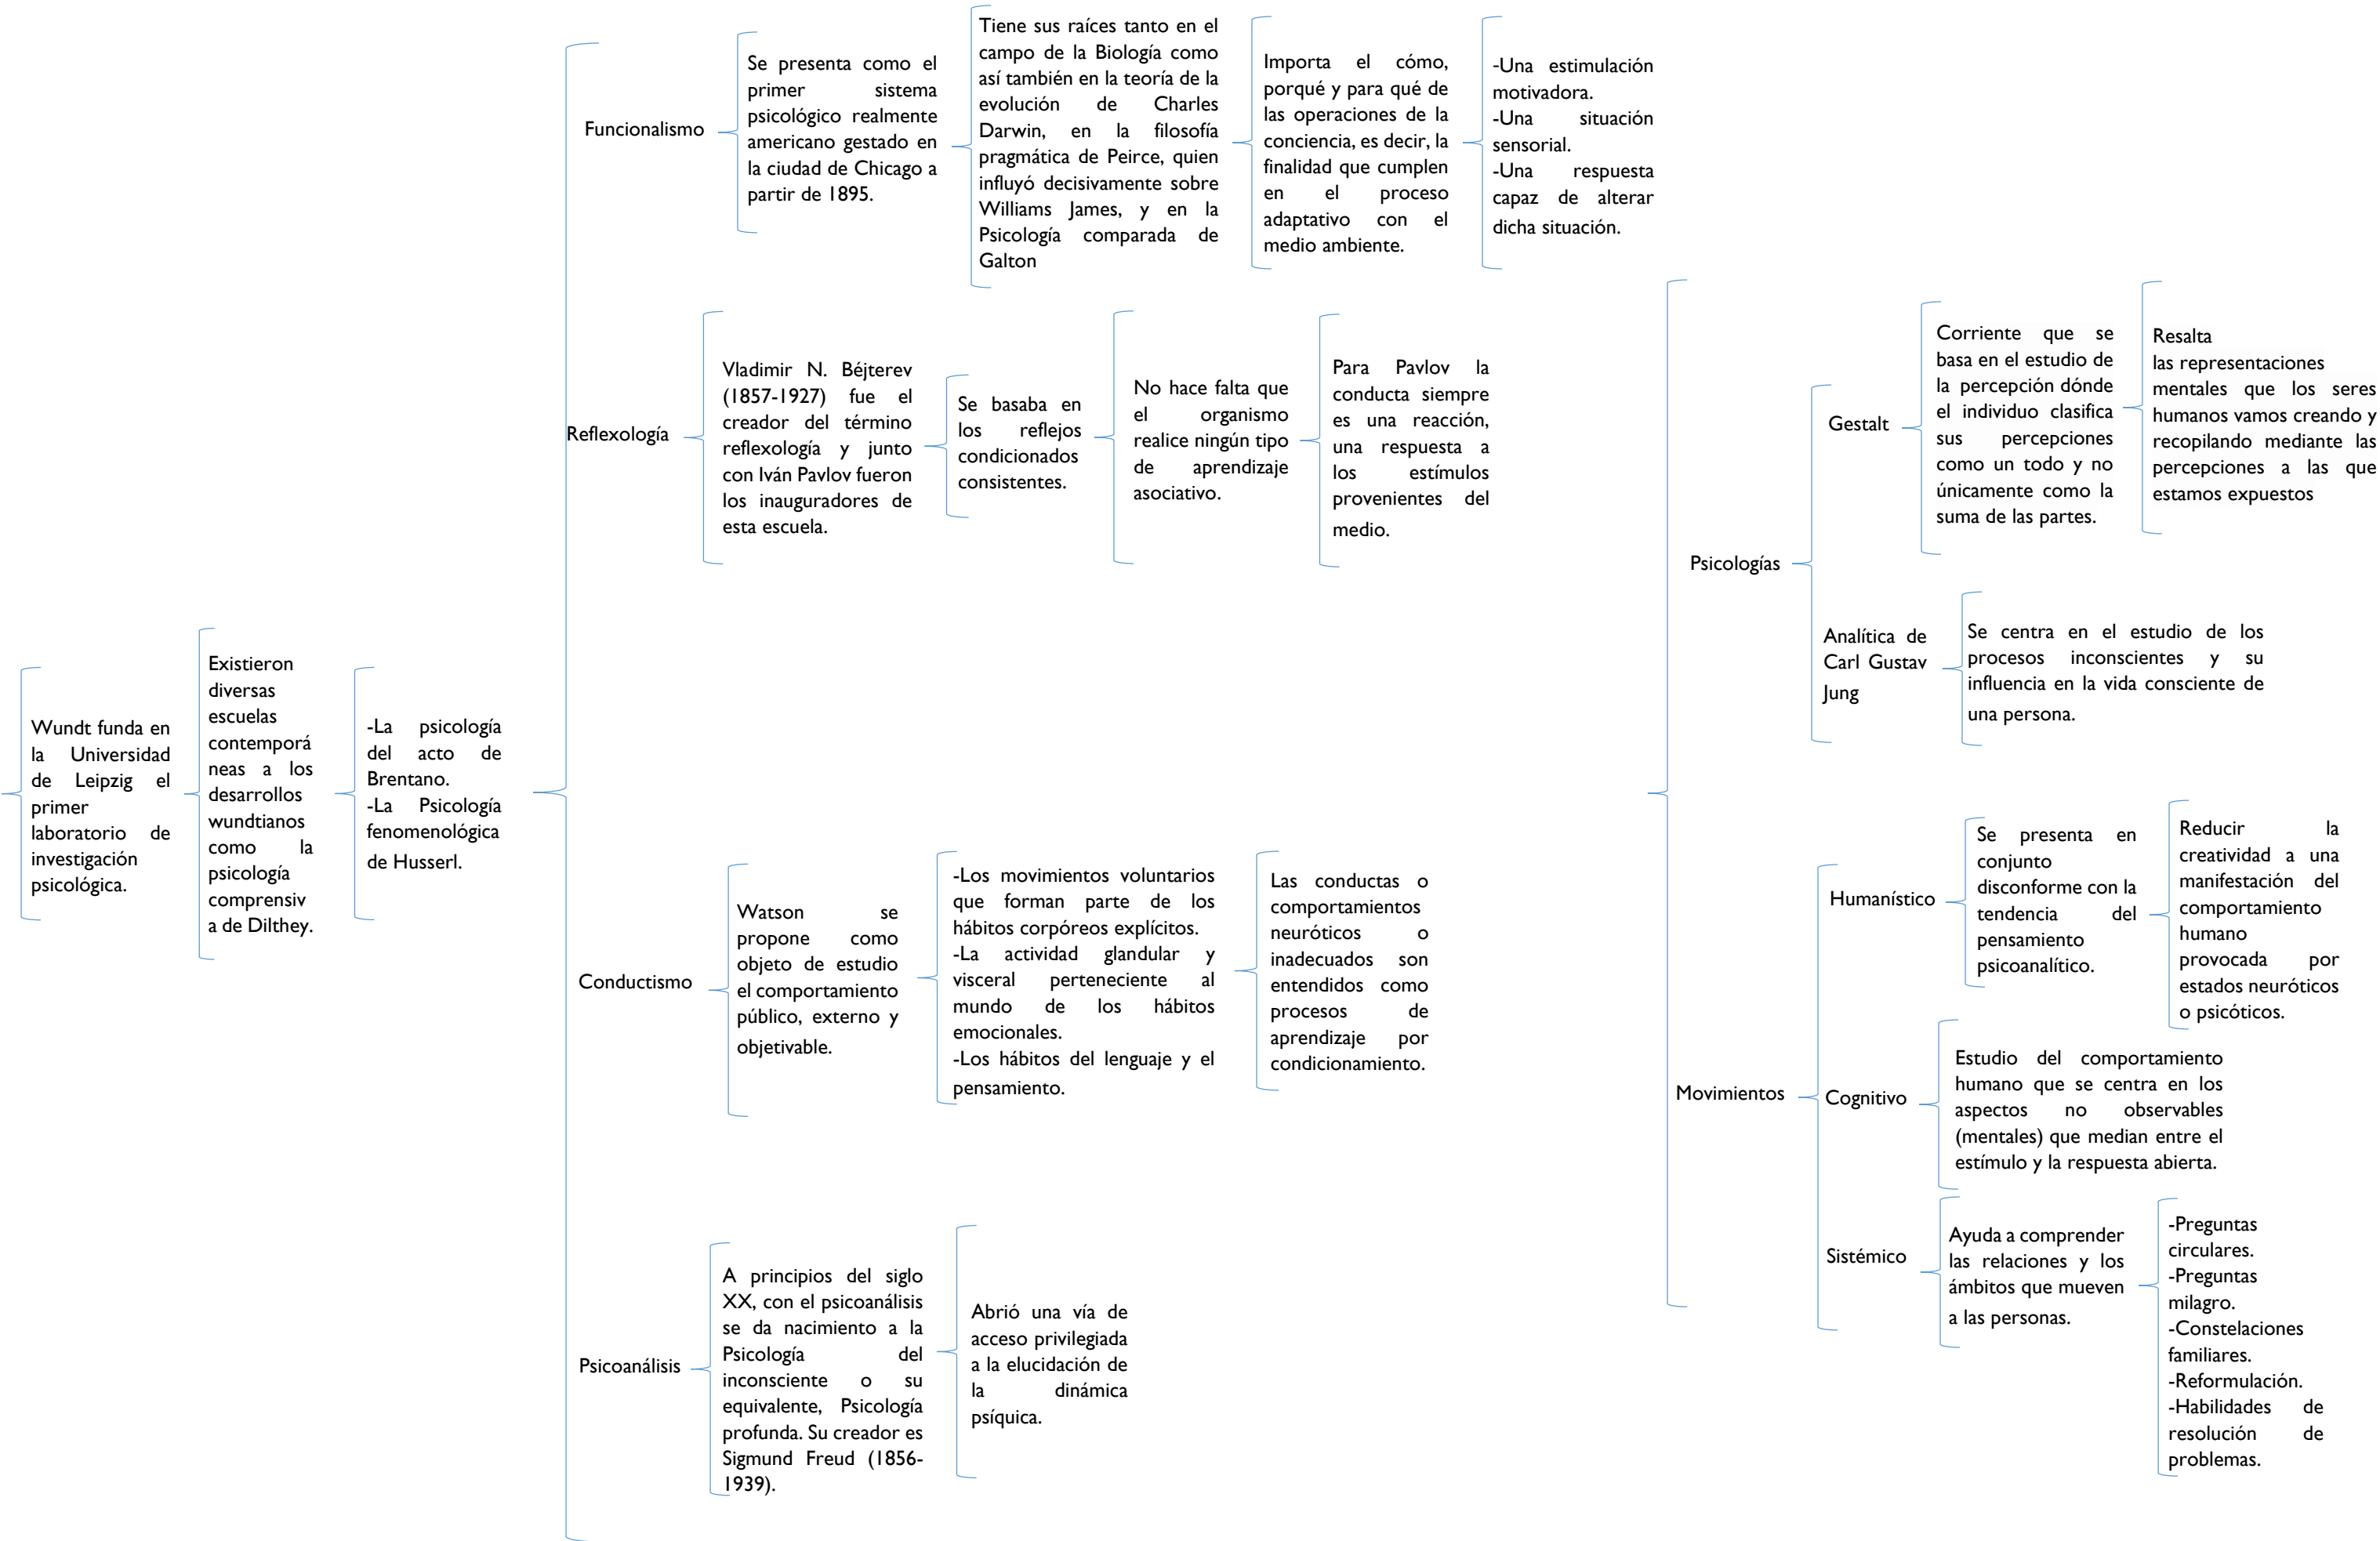 Wundt funda en
la Universidad
de Leipzig el
primer
laboratorio de
investigación
psicológica.
Existieron
diversas
escuelas
contemporá
neas a los
desarrollos
wundtianos
como la
psicología
comprensiv
a de Dilthey.
-La psicología
del acto de
Brentano.
-La Psicología
fenomenológica
de Husserl.
Funcionalismo
Se presenta como el
primer sistema
psicológico realmente
americano gestado en
la ciudad de Chicago a
partir de 1895.
Tiene sus raíces tanto en el
campo de la Biología como
así también en la teoría de la
evolución de Charles
Darwin, en la filosofía
pragmática de Peirce, quien
influyó decisivamente sobre
Williams James, y en la
Psicología comparada de
Galton
Importa el cómo,
porqué y para qué de
las operaciones de la
conciencia, es decir, la
finalidad que cumplen
en el proceso
adaptativo con el
medio ambiente.
-Una estimulación
motivadora.
-Una situación
sensorial.
-Una respuesta
capaz de alterar
dicha situación.
Reflexología
Vladimir N. Béjterev
(1857-1927) fue el
creador del término
reflexología y junto
con Iván Pavlov fueron
los inauguradores de
esta escuela.
Se basaba en
los reflejos
condicionados
consistentes.
No hace falta que
el organismo
realice ningún tipo
de aprendizaje
asociativo.
Para Pavlov la
conducta siempre
es una reacción,
una respuesta a
los estímulos
provenientes del
medio.
Conductismo
Watson se
propone como
objeto de estudio
el comportamiento
público, externo y
objetivable.
-Los movimientos voluntarios
que forman parte de los
hábitos corpóreos explícitos.
-La actividad glandular y
visceral perteneciente al
mundo de los hábitos
emocionales.
-Los hábitos del lenguaje y el
pensamiento.
Las conductas o
comportamientos
neuróticos o
inadecuados son
entendidos como
procesos de
aprendizaje por
condicionamiento.
Psicoanálisis
A principios del siglo
XX, con el psicoanálisis
se da nacimiento a la
Psicología del
inconsciente o su
equivalente, Psicología
profunda. Su creador es
Sigmund Freud (1856-
1939).
Abrió una vía de
acceso privilegiada
a la elucidación de
la dinámica
psíquica.
Psicologías
Gestalt
Corriente que se
basa en el estudio de
la percepción dónde
el individuo clasifica
sus percepciones
como un todo y no
únicamente como la
suma de las partes.
Resalta
las representaciones
mentales que los seres
humanos vamos creando y
recopilando mediante las
percepciones a las que
estamos expuestos
Analítica de
Carl Gustav
Jung
Se centra en el estudio de los
procesos inconscientes y su
influencia en la vida consciente de
una persona.
Movimientos
Humanístico
Se presenta en
conjunto
disconforme con la
tendencia del
pensamiento
psicoanalítico.
Reducir la
creatividad a una
manifestación del
comportamiento
humano
provocada por
estados neuróticos
o psicóticos.
Cognitivo
Estudio del comportamiento
humano que se centra en los
aspectos no observables
(mentales) que median entre el
estímulo y la respuesta abierta.
Sistémico
Ayuda a comprender
las relaciones y los
ámbitos que mueven
a las personas.
-Preguntas
circulares.
-Preguntas
milagro.
-Constelaciones
familiares.
-Reformulación.
-Habilidades de
resolución de
problemas.